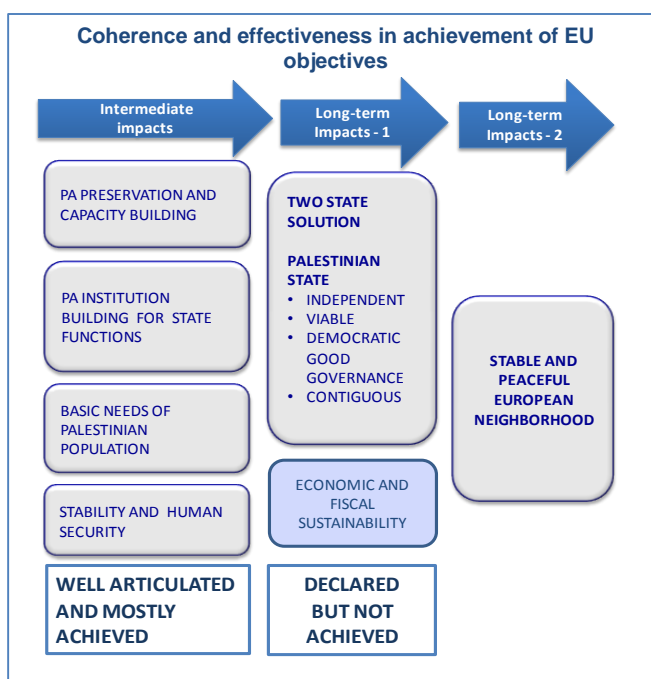 Coherence and effectiveness in achievement of EU
objectives
Intermediate
impacts
Long-term
Impacts - 1
Long-term
Impacts - 2
PA PRESERVATION AND
CAPACITY BUILDING
PA INSTITUTION
BUILDING FOR STATE
FUNCTIONS
BASIC NEEDS OF
PALESTINIAN
POPULATION
STABILITY AND HUMAN
SECURITY
WELL ARTICULATED
AND MOSTLY
ACHIEVED
TWO STATE
SOLUTION
PALESTINIAN
STATE
• INDEPENDENT
• VIABLE
• DEMOCRATIC
GOOD
GOVERNANCE
• CONTIGUOUS
ECONOMIC AND
FISCAL
SUSTAINABILITY
DECLARED
BUT NOT
ACHIEVED
STABLE AND
PEACEFUL
EUROPEAN
NEIGHBORHOOD